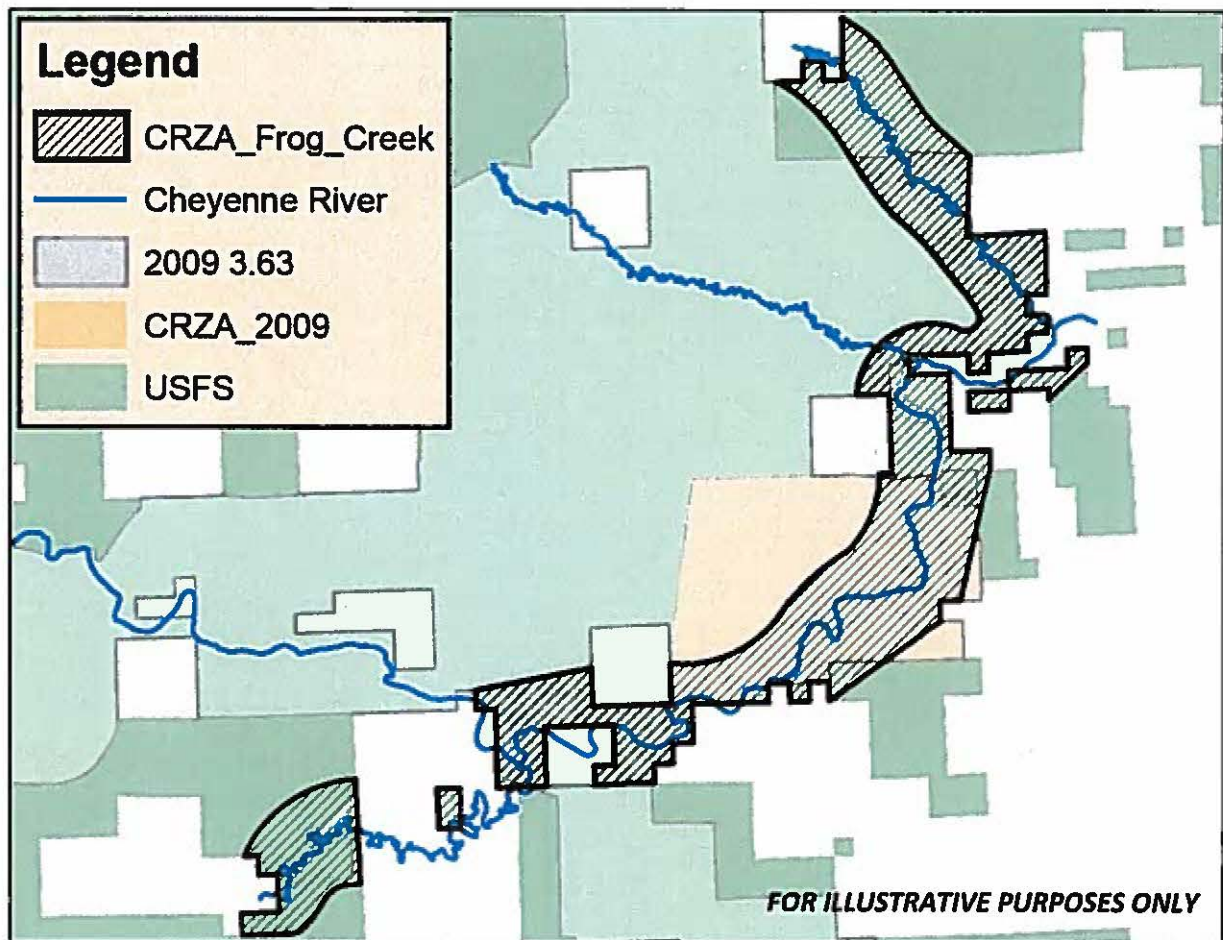 Legend
CRZA_Frog_Creek
Cheyenne River
2009 3.63
CRZA_2009
USFS
FOR ILLUSTRATIVE PURPOSES ONLY